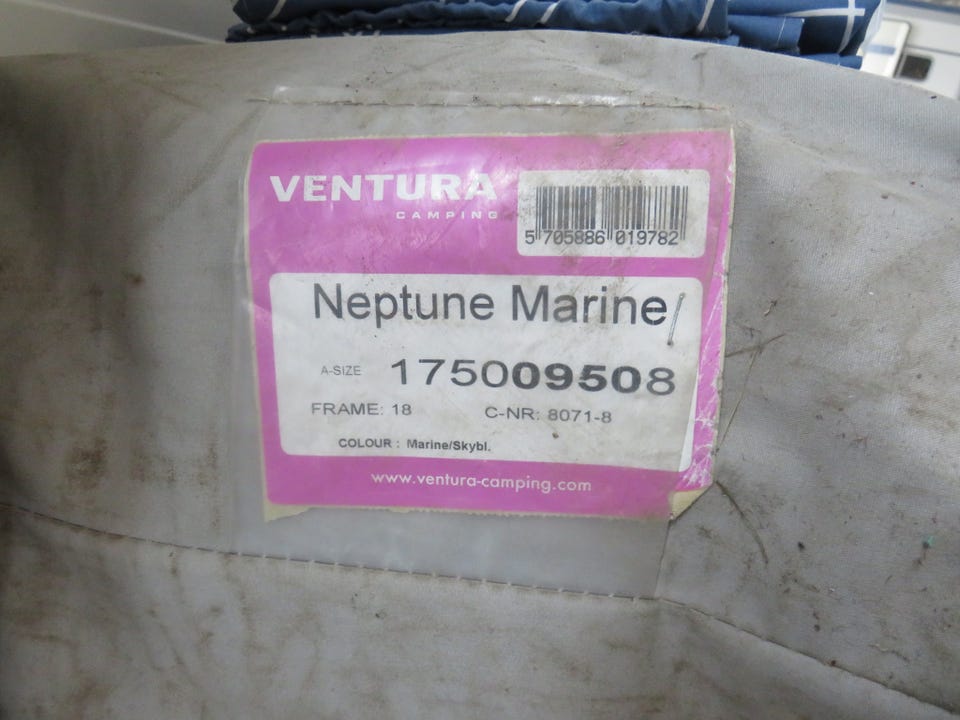 VENTURA
CAMPING
5 705886 019782
Neptune Marine
A-SIZE 175009508
FRAME: 18 C-NR: 8071-8
COLOUR : Marine/Skybl.
www.ventura-camping.com